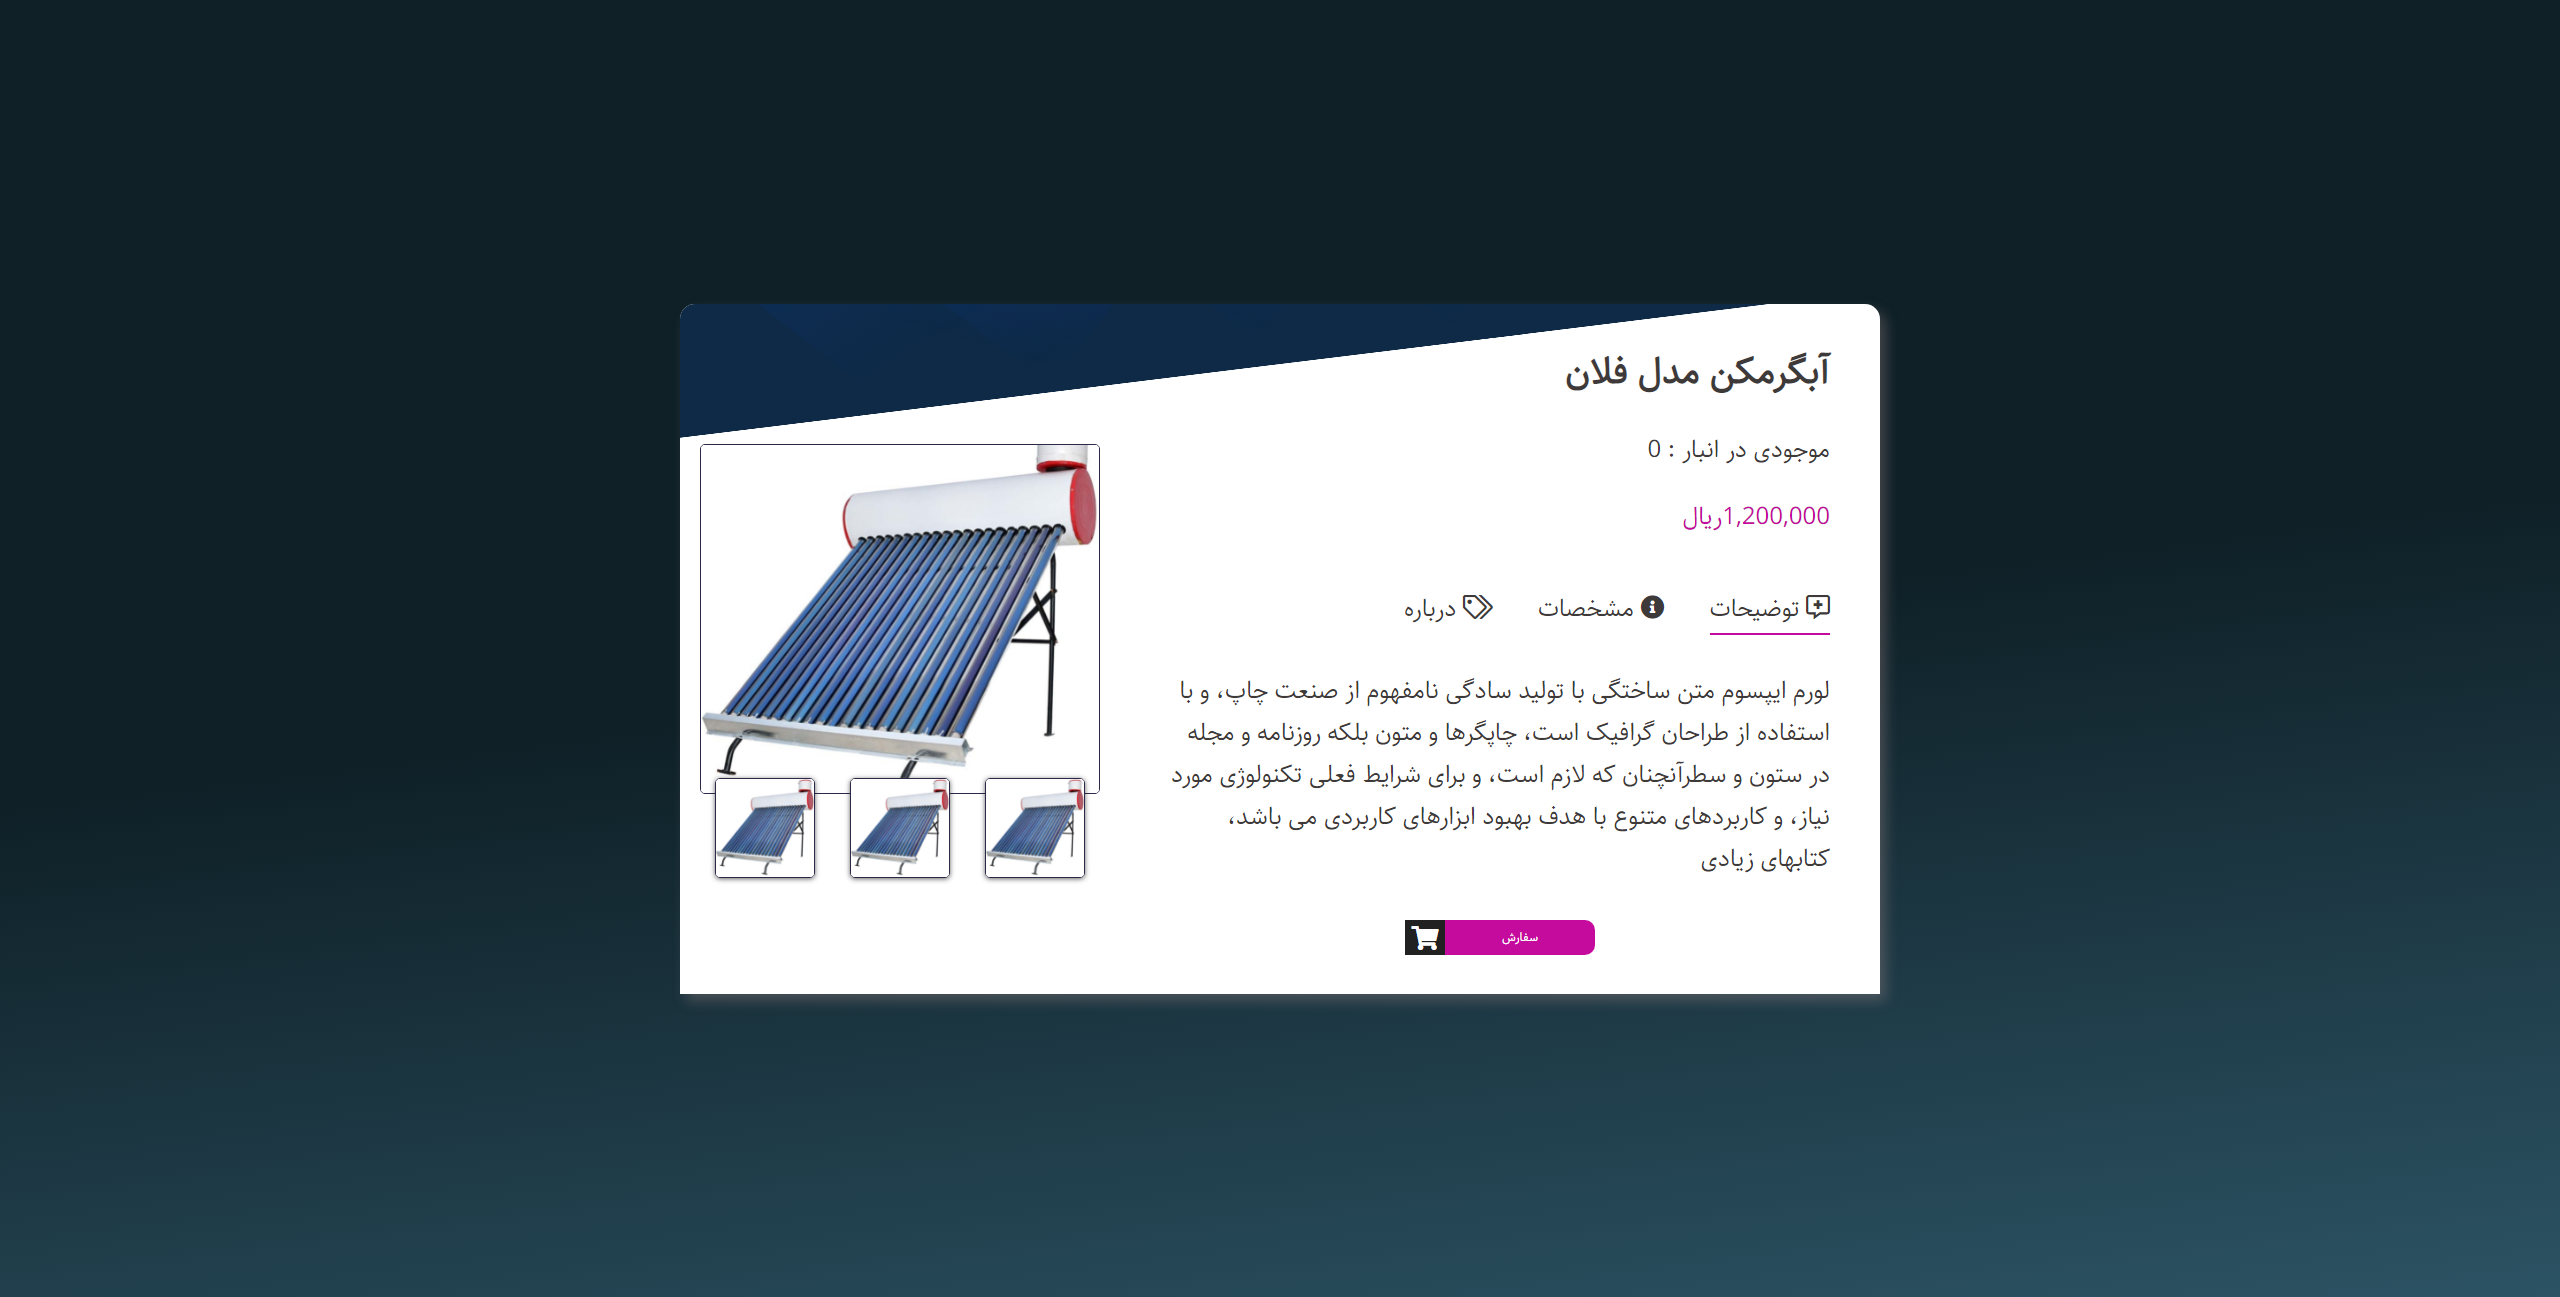 آبگرمکن مدل فلان
موجودی در انبار : 0
1,200,000ریال
توضیحات
مشخصات
درباره
لورم ایپسوم متن ساختگی با تولید سادگی نامفهوم از صنعت چاپ، و با
استفاده از طراحان گرافیک است، چاپگرها و متون بلکه روزنامه و مجله
در ستون و سطرآنچنان که لازم است، و برای شرایط فعلی تکنولوژی مورد
نیاز، و کاربردهای متنوع با هدف بهبود ابزارهای کاربردی می باشد،
کتابهای زیادی
سفارش